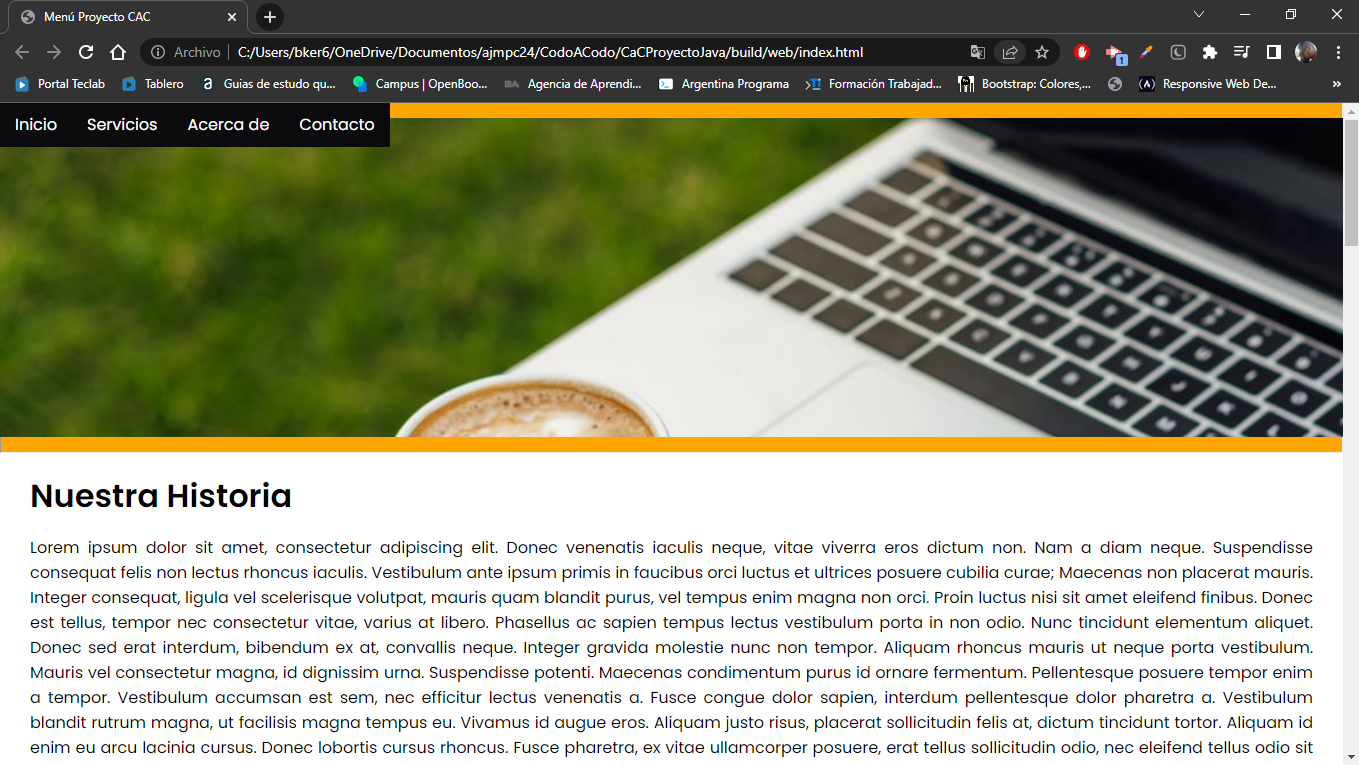 Menú Proyecto CAC
Archivo C:/Users/bker6/OneDrive/Documentos/ajmpc24/CodoACodo/CaCProyectoJava/build/web/index.html
1
Portal Teclab Tablero Guias de estudo qu... Campus | OpenBoo... Agencia de Aprendi... Argentina Programa Formación Trabajad... Bootstrap: Colores,... Responsive Web De... »
Inicio Servicios Acerca de Contacto
Nuestra Historia
Lorem ipsum dolor sit amet, consectetur adipiscing elit. Donec venenatis iaculis neque, vitae viverra eros dictum non. Nam a diam neque. Suspendisse
consequat felis non lectus rhoncus iaculis. Vestibulum ante ipsum primis in faucibus orci luctus et ultrices posuere cubilia curae; Maecenas non placerat mauris.
Integer consequat, ligula vel scelerisque volutpat, mauris quam blandit purus, vel tempus enim magna non orci. Proin luctus nisi sit amet eleifend finibus. Donec
est tellus, tempor nec consectetur vitae, varius at libero. Phasellus ac sapien tempus lectus vestibulum porta in non odio. Nunc tincidunt elementum aliquet.
Donec sed erat interdum, bibendum ex at, convallis neque. Integer gravida molestie nunc non tempor. Aliquam rhoncus mauris ut neque porta vestibulum.
Mauris vel consectetur magna, id dignissim urna. Suspendisse potenti. Maecenas condimentum purus id ornare fermentum. Pellentesque posuere tempor enim
a tempor. Vestibulum accumsan est sem, nec efficitur lectus venenatis a. Fusce congue dolor sapien, interdum pellentesque dolor pharetra a. Vestibulum
blandit rutrum magna, ut facilisis magna tempus eu. Vivamus id augue eros. Aliquam justo risus, placerat sollicitudin felis at, dictum tincidunt tortor. Aliquam id
enim eu arcu lacinia cursus. Donec lobortis cursus rhoncus. Fusce pharetra, ex vitae ullamcorper posuere, erat tellus sollicitudin odio, nec eleifend tellus odio sit